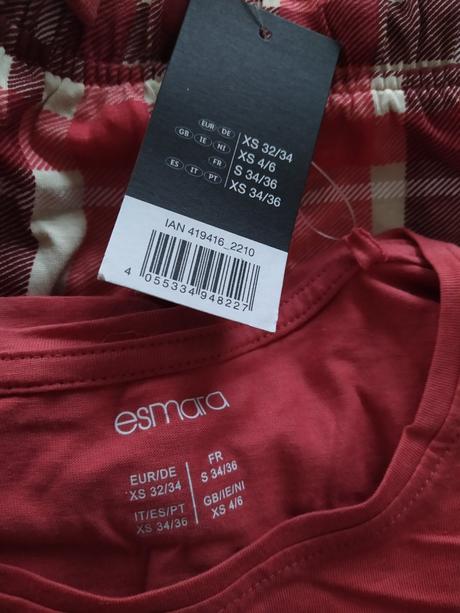 EUR DE XS 32/34
GB IE NI XS 4/6
FR S 34/36
ES IT PT XS 34/36
IAN 419416_2210
4 055334 948227
esmara
EUR/DE
XS 32/34
FR
S 34/36
IT/ES/PT
XS 34/36
GB/IE/NI
XS 4/6